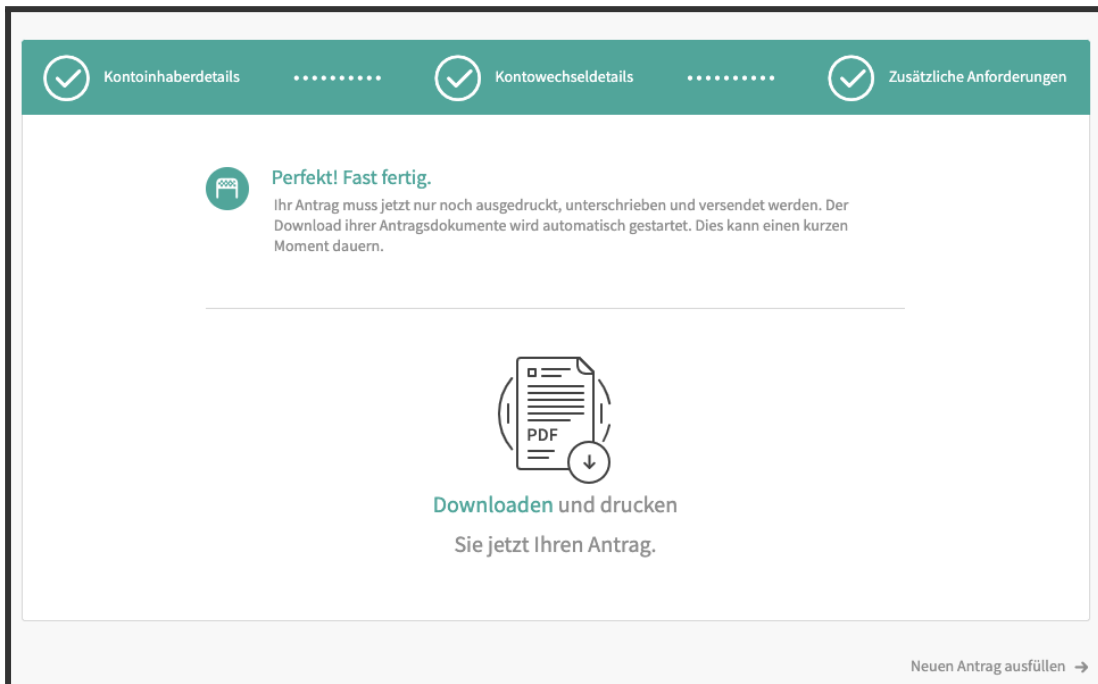 Kontoinhaberdetails
Kontowechseldetails
Zusätzliche Anforderungen
Perfekt! Fast fertig.
Ihr Antrag muss jetzt nur noch ausgedruckt, unterschrieben und versendet werden. Der
Download ihrer Antragsdokumente wird automatisch gestartet. Dies kann einen kurzen
Moment dauern.
PDF
Downloaden und drucken
Sie jetzt Ihren Antrag.
Neuen Antrag ausfüllen →